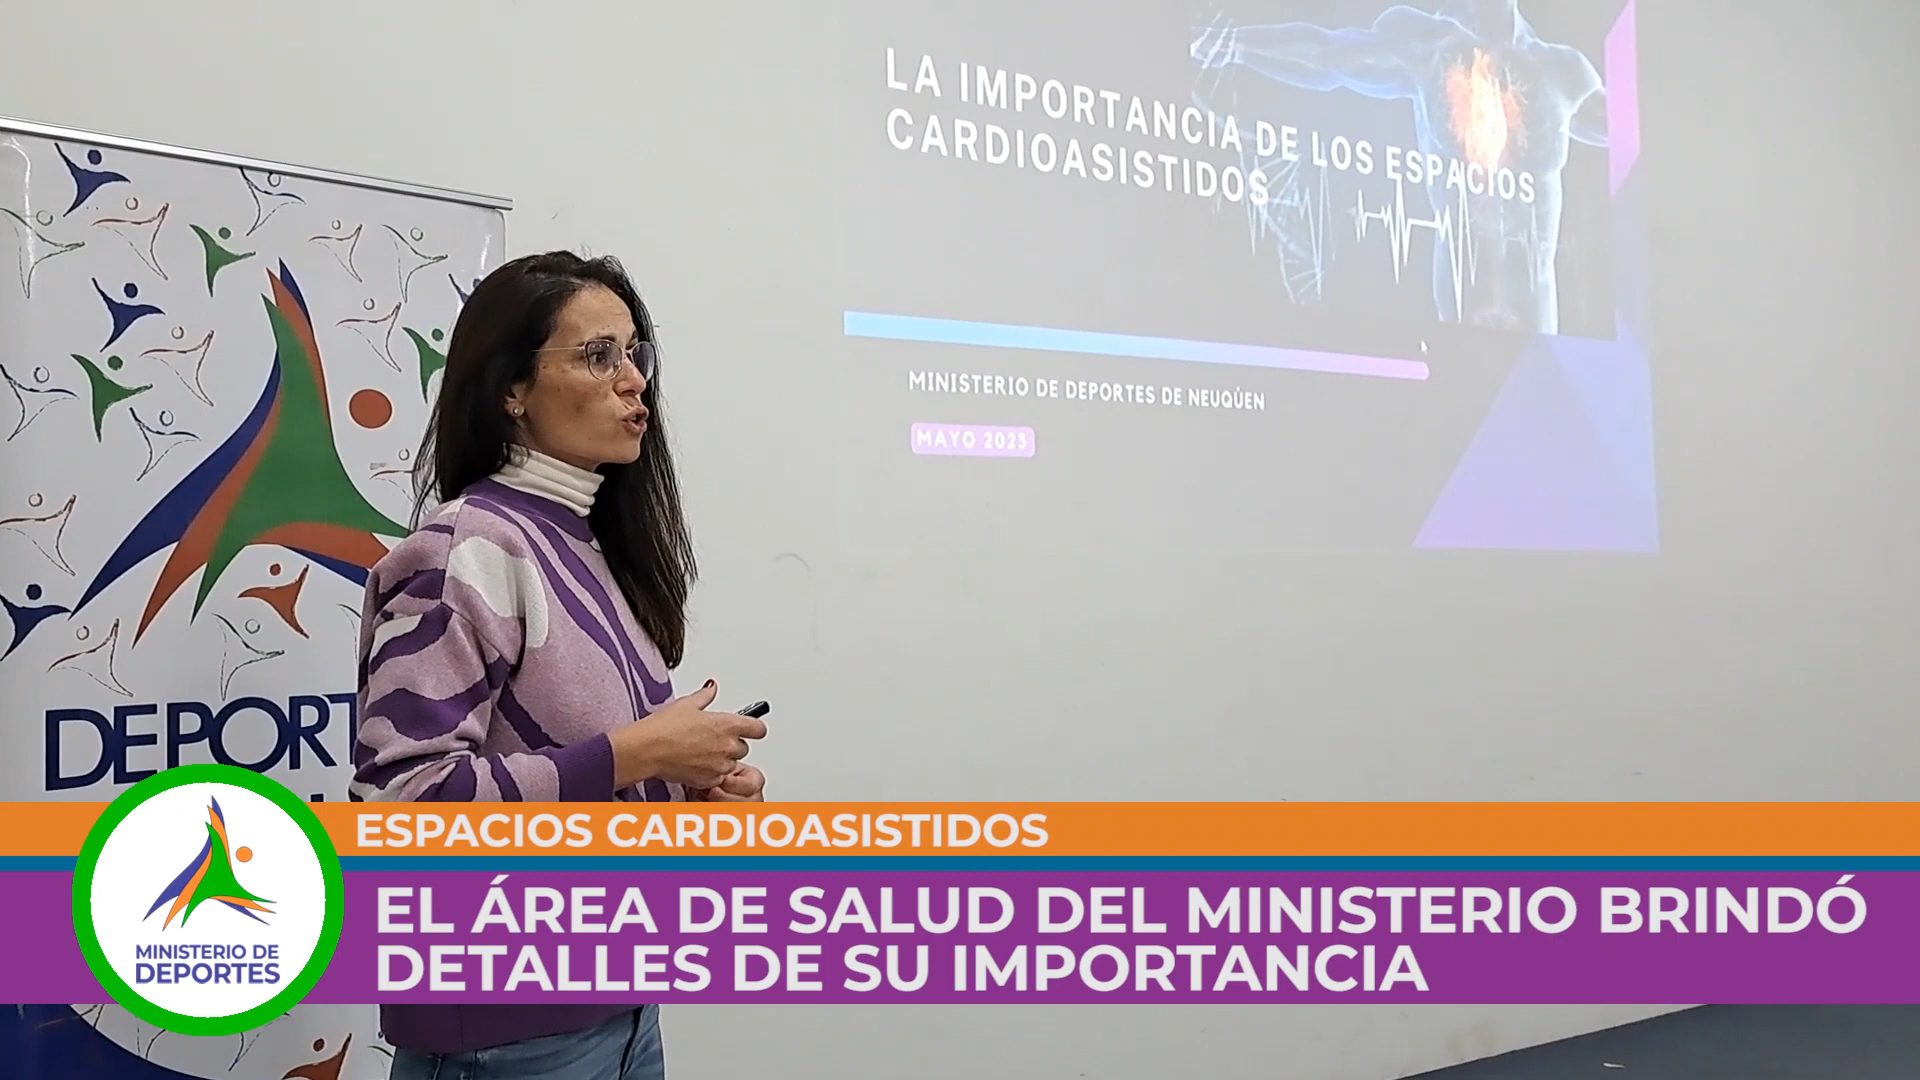 LA IMPORTANCIA DE LOS ESPACIOS
CARDIOASISTIDOS
MINISTERIO DE DEPORTES DE NEUQÙEN
MAYO 2023
DEPORT
ESPACIOS CARDIOASISTIDOS
EL ÁREA DE SALUD DEL MINISTERIO BRINDÓ
DETALLES DE SU IMPORTANCIA
MINISTERIO DE
DEPORTES